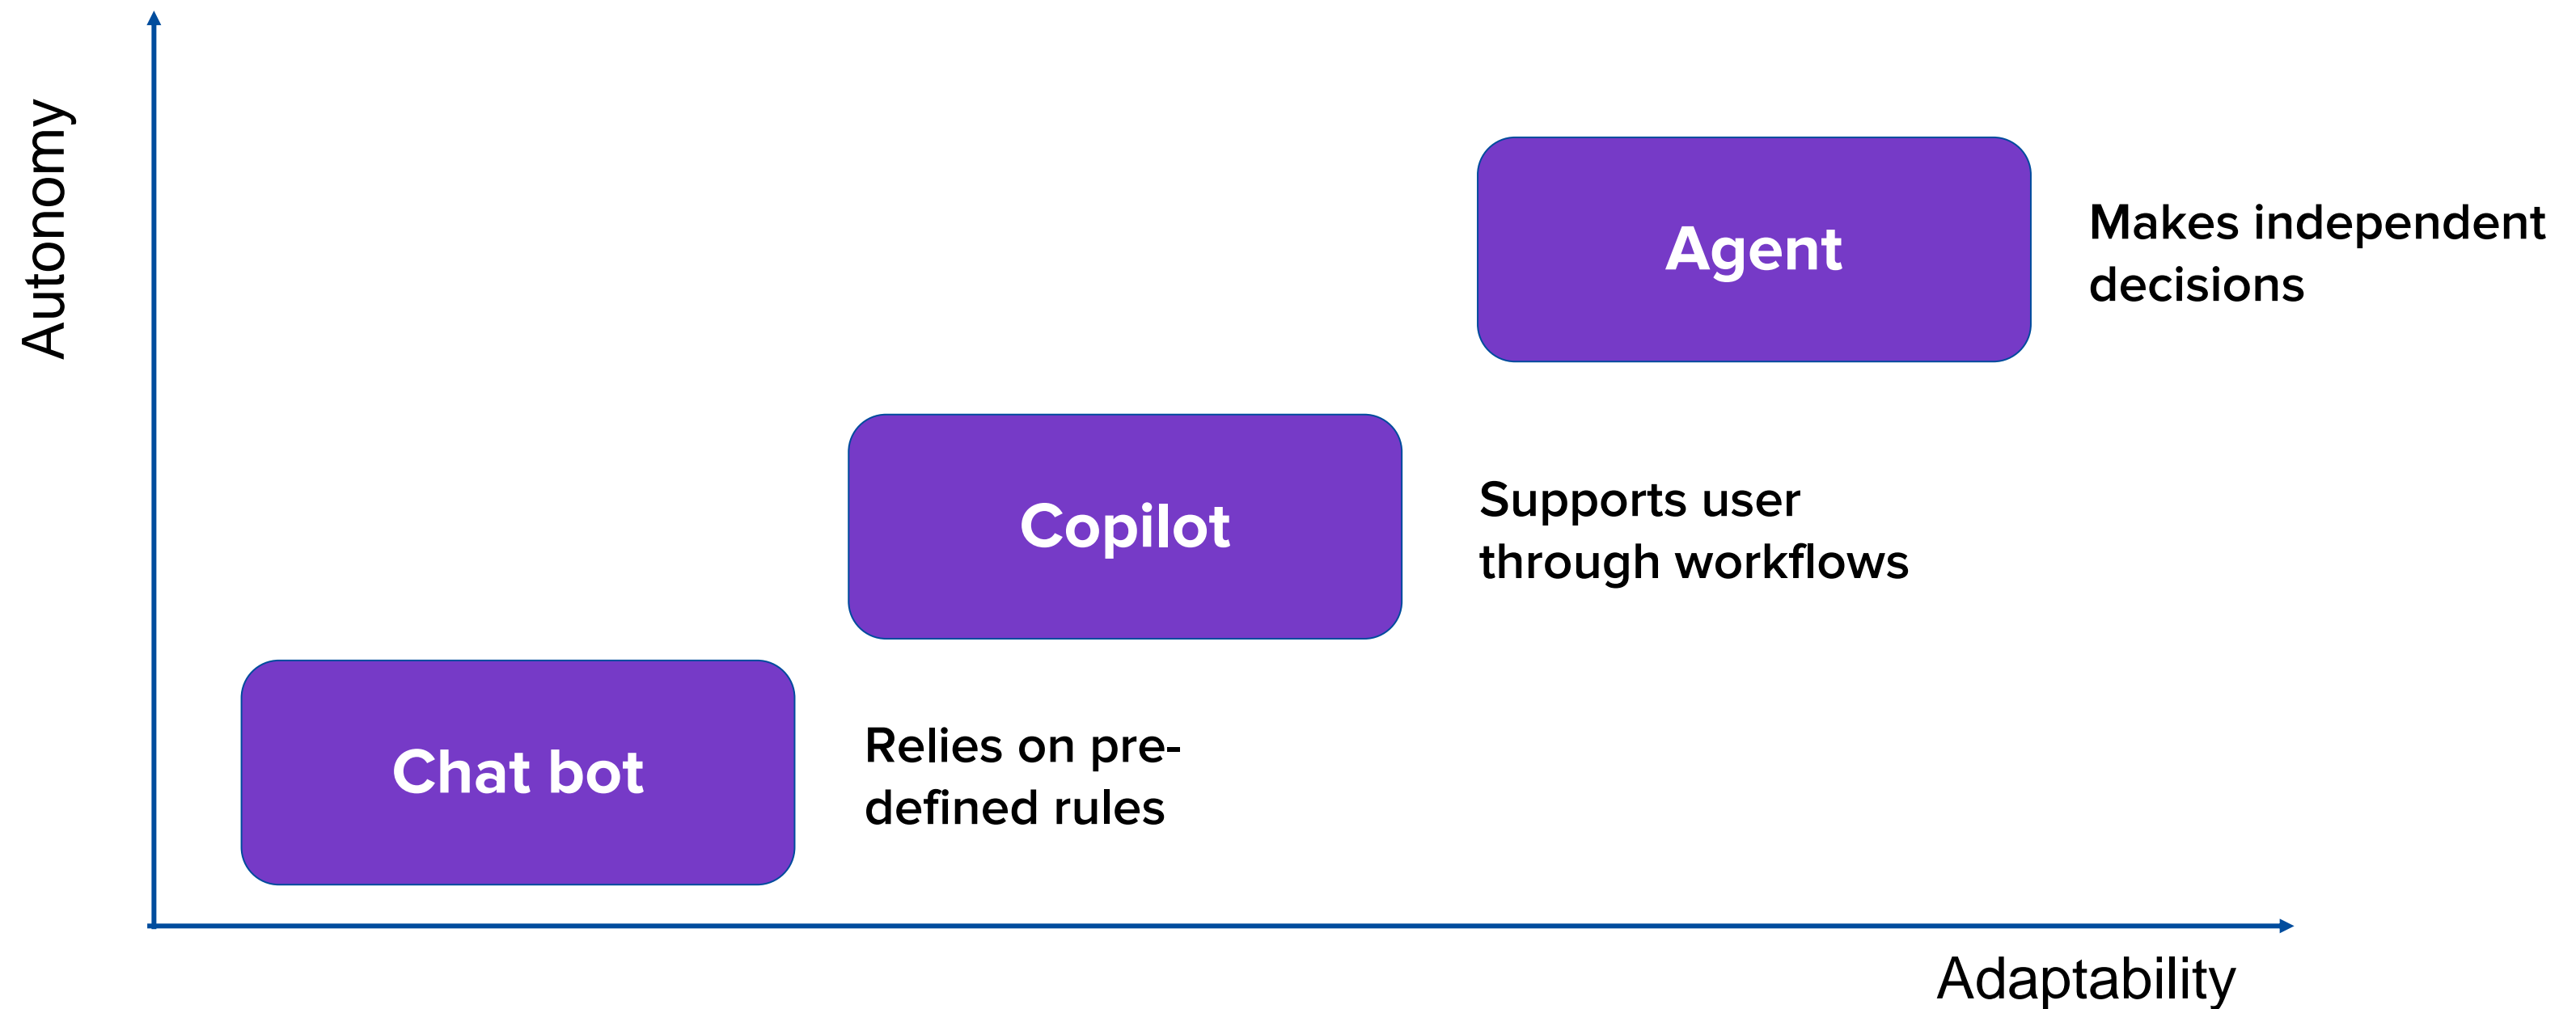 Autonomy
Agent
Makes independent
decisions
Copilot
Supports user
through workflows
Chat bot
Relies on pre-
defined rules
Adaptability